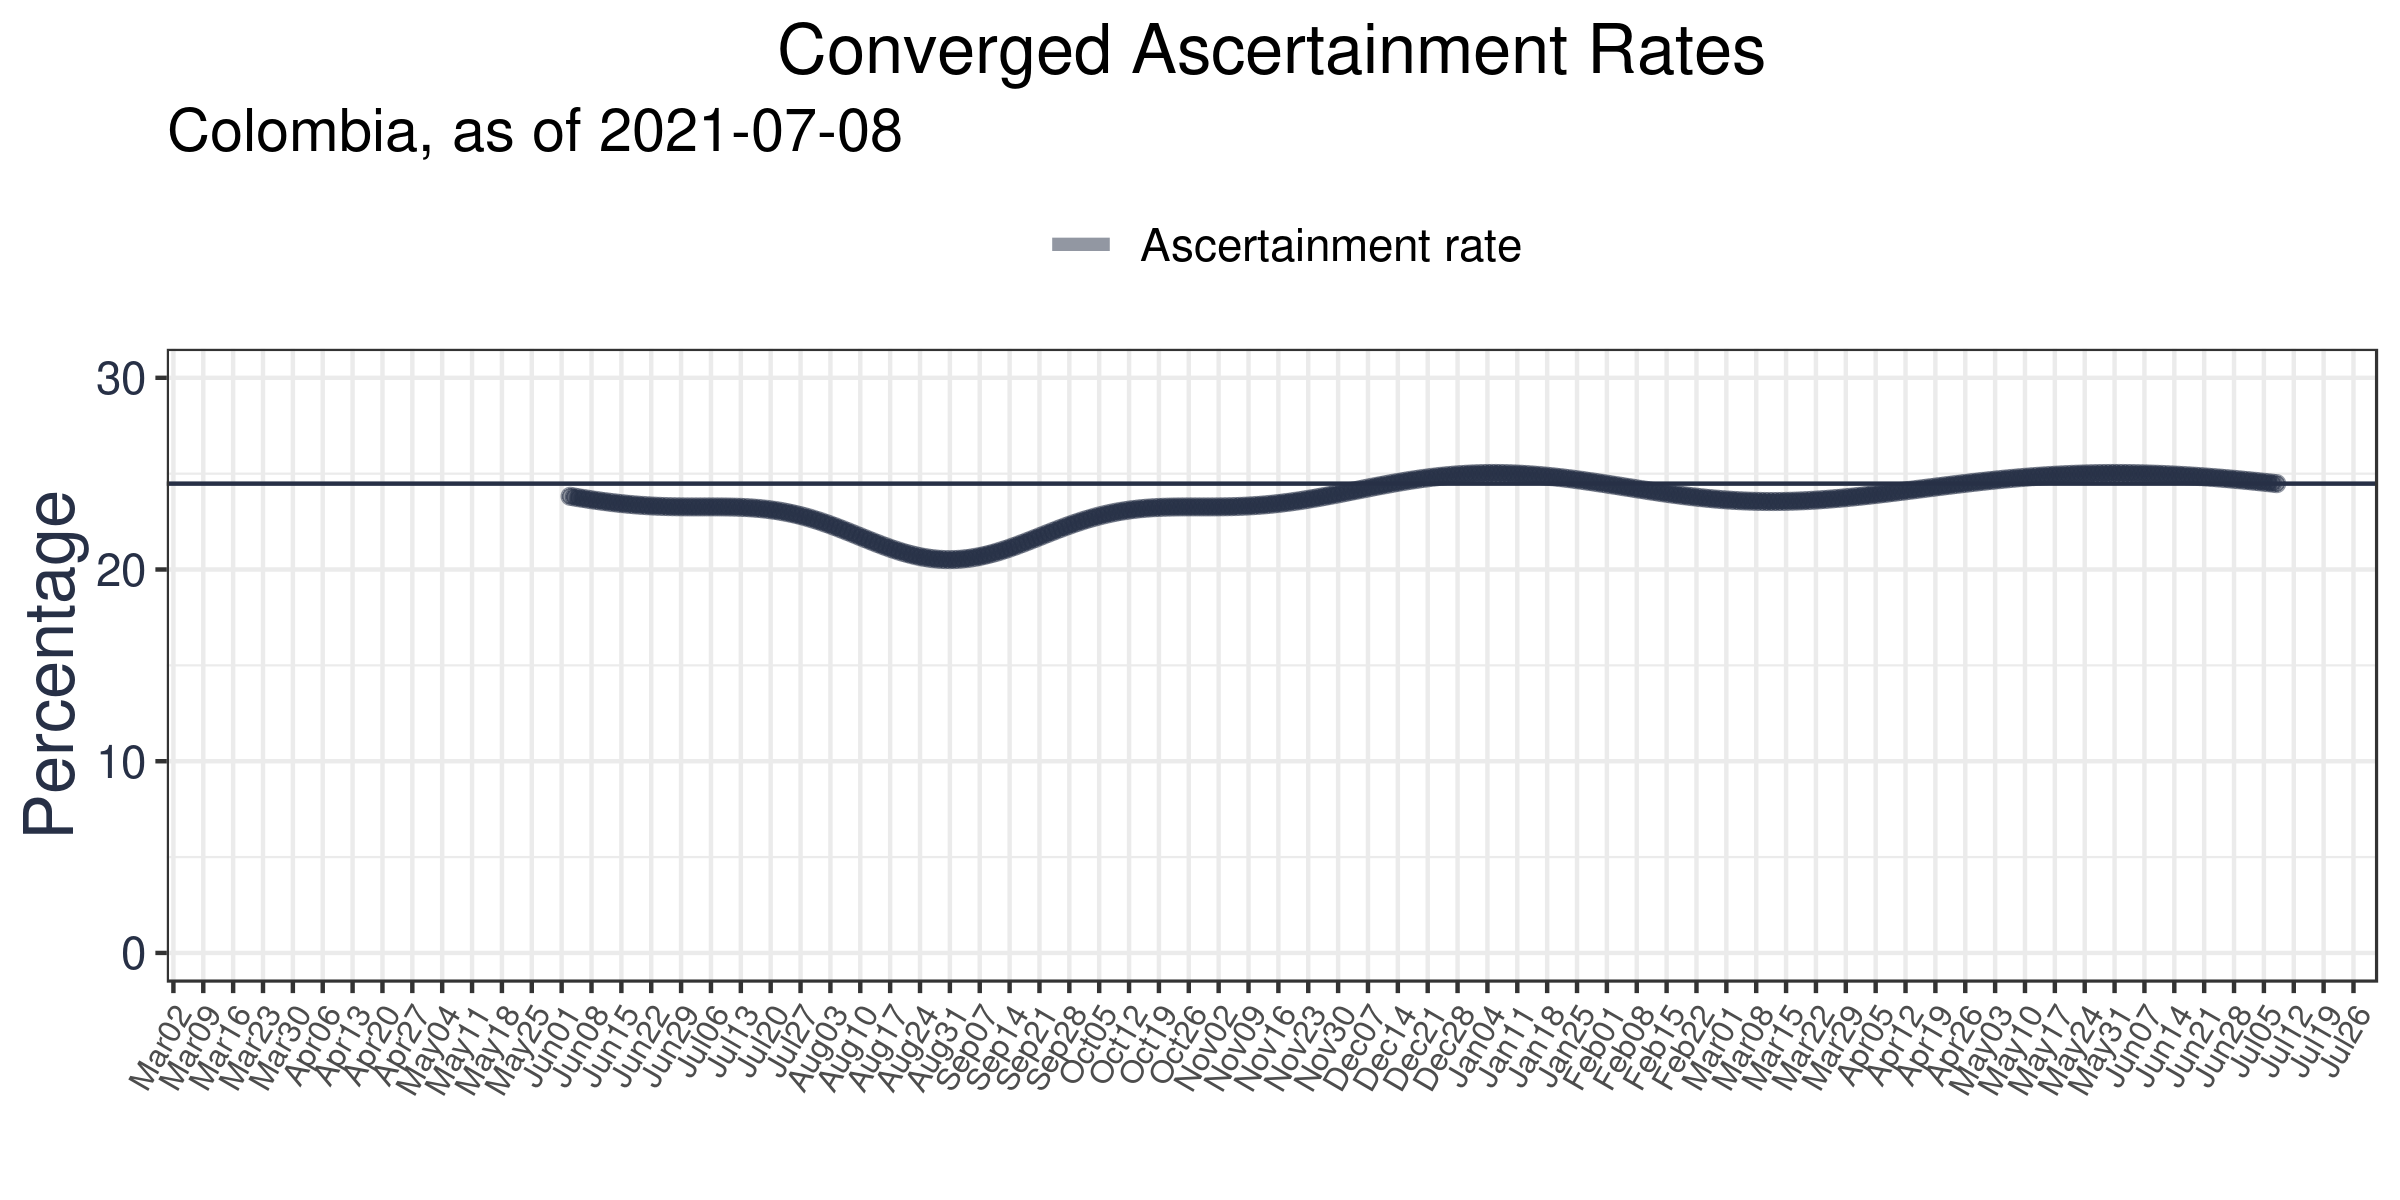 Converged Ascertainment Rates
Colombia, as of 2021-07-08
Ascertainment rate
Percentage
30
20
10
0
Mar02
Mar09
Mar16
Mar23
Mar30
Apr06
Apr13
Apr20
Apr27
May04
May11
May18
May25
Jun01
Jun08
Jun15
Jun22
Jun29
Jul06
Jul13
Jul20
Jul27
Aug03
Aug10
Aug17
Aug24
Aug31
Sep07
Sep14
Sep21
Sep28
Oct05
Oct12
Oct19
Oct26
Nov02
Nov09
Nov16
Nov23
Nov30
Dec07
Dec14
Dec21
Dec28
Jan04
Jan11
Jan18
Jan25
Feb01
Feb08
Feb15
Feb22
Mar01
Mar08
Mar15
Mar22
Mar29
Apr05
Apr12
Apr19
Apr26
May03
May10
May17
May24
May31
Jun07
Jun14
Jun21
Jun28
Jul05
Jul12
Jul19
Jul26